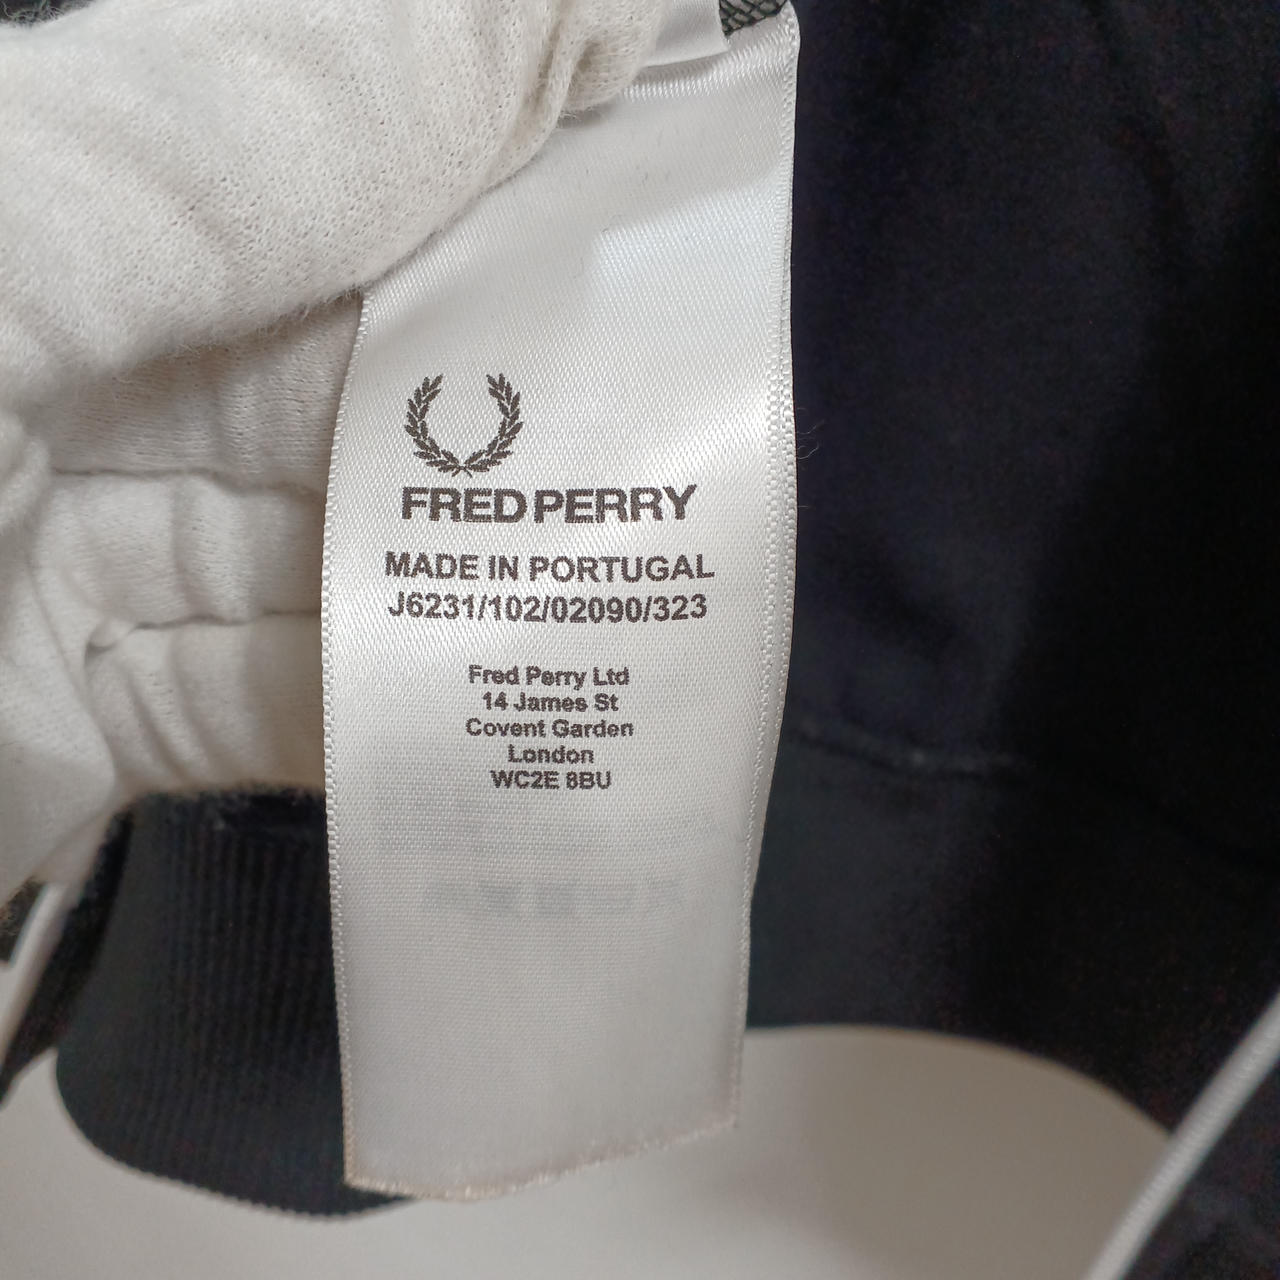 FRED PERRY
MADE IN PORTUGAL
J6231/102/02090/323
Fred Perry Ltd
14 James St
Covent Garden
London
WC2E 8BU